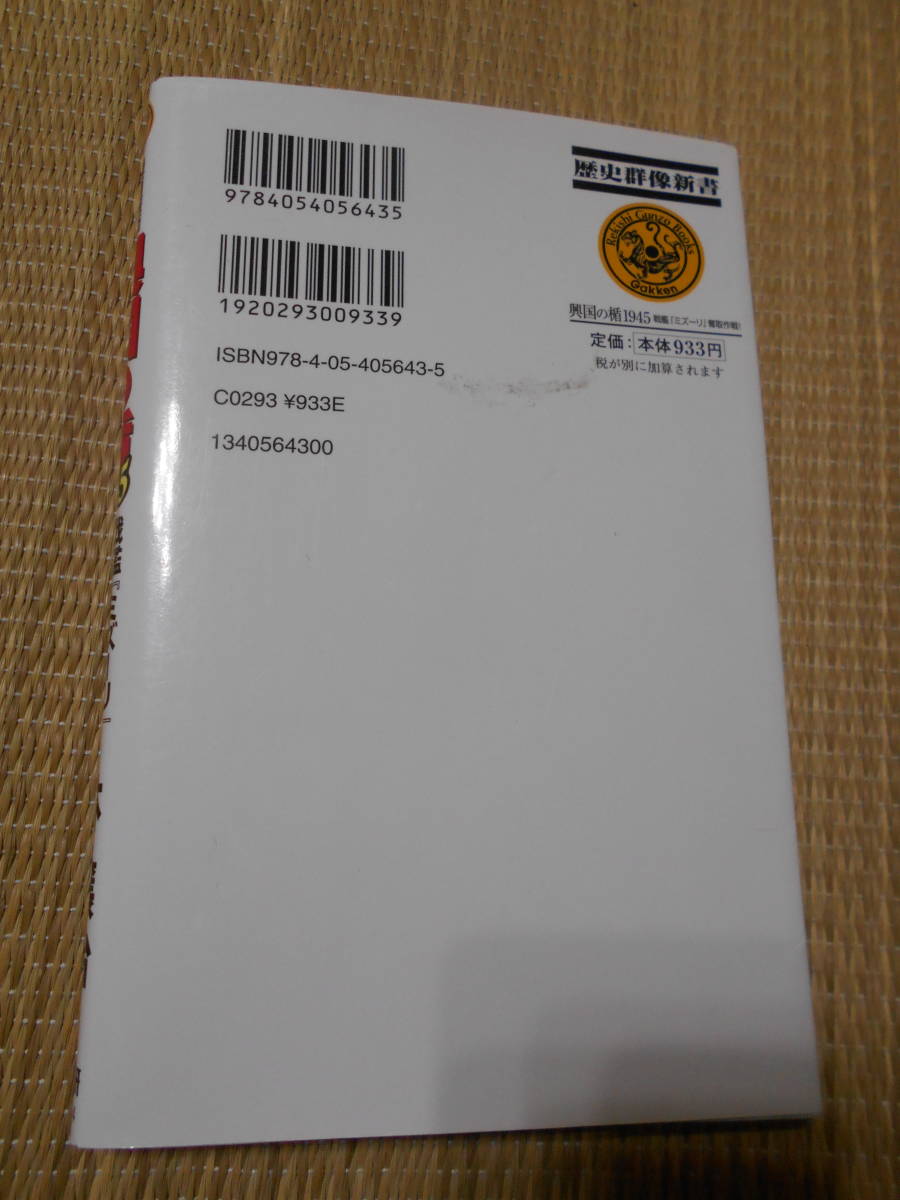 9784054056435
1920293009339
ISBN978-4-05-405643-5
C0293 ¥933E
1340564300
歴史群像新書
Rekishi Gunzo Books
Gakken
興国の楯1945 戦艦『ミズーリ』奪取作戦!
定価:本体933円
税が別に加算されます